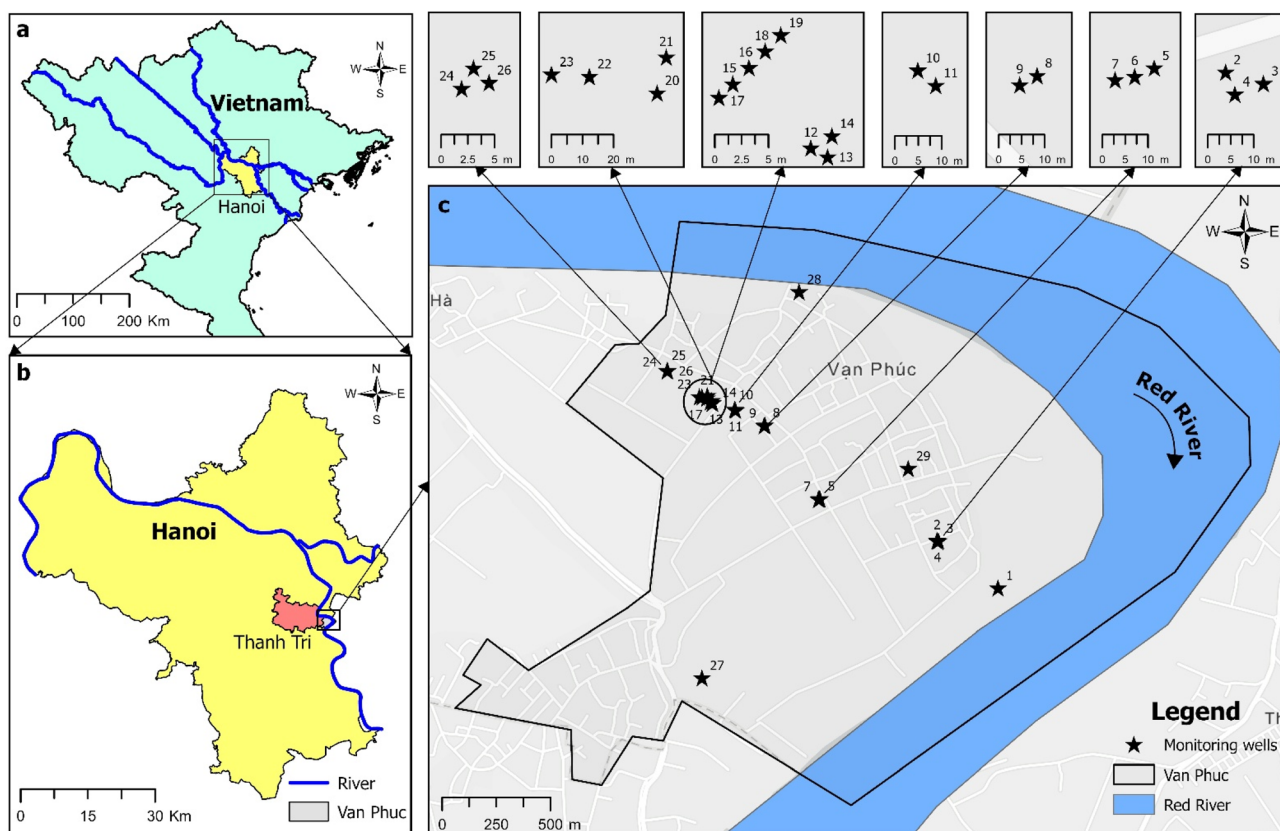 a
N
W E
S
Vietnam
Hanoi
0 100 200 Km
b
N
W E
S
Hanoi
Thanh Tri
River
Van Phuc
0 15 30 Km
25
24 26
0 2.5 5 m
21
23 22
20
0 10 20 m
19
18
16
15
17
14
12
13
0 2.5 5 m
10
11
0 5 10 m
8
9
0 5 10 m
5
6
7
0 5 10 m
2
3
4
0 5 10 m
c
N
W E
S
Hà
28
25
24
26
Vạn Phúc
23 21
14 10
17 13 11
9 8
Red River
29
7 5
2 3
4
1
27
Legend
Monitoring wells
Van Phuc
Red River
0 250 500 m